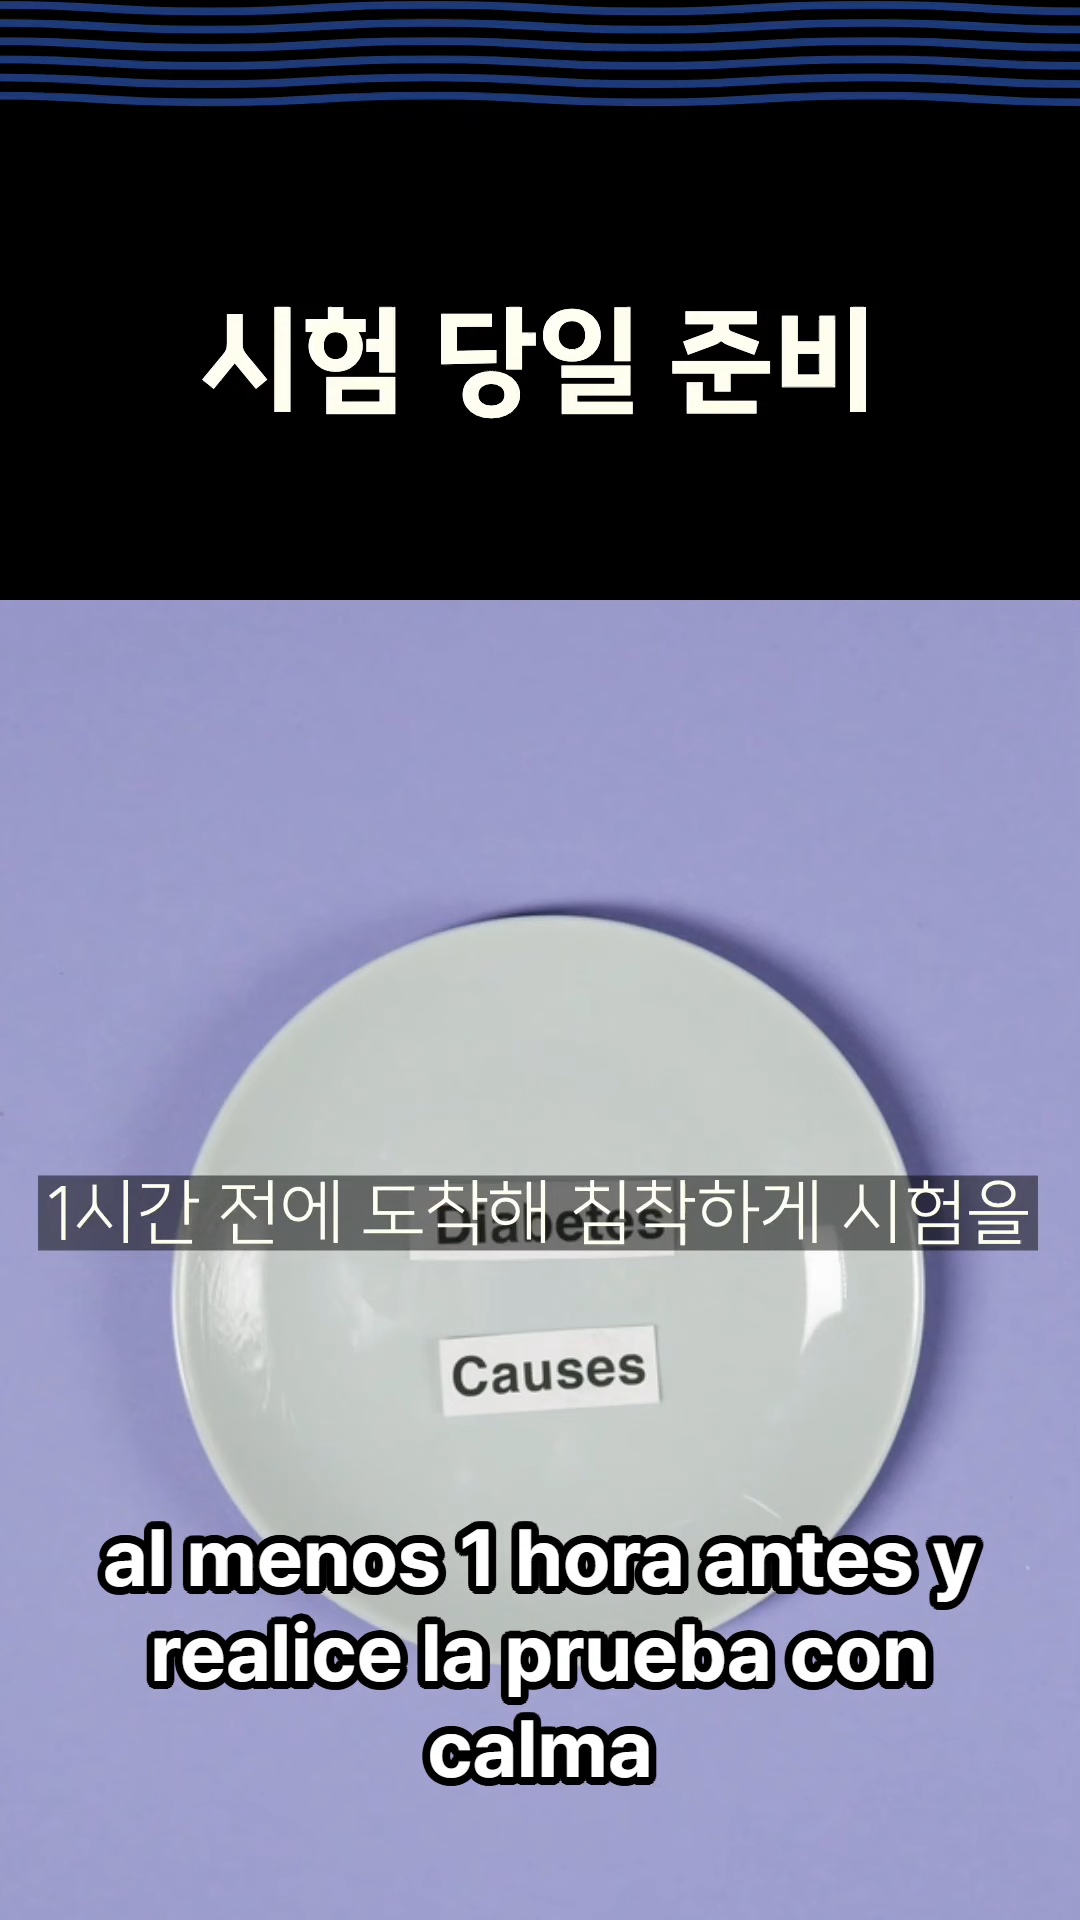 시험 당일 준비
1시간 전에 도착해 침착하게 시험을
Diabetes
Causes
al menos 1 hora antes y
realice la prueba con
calma